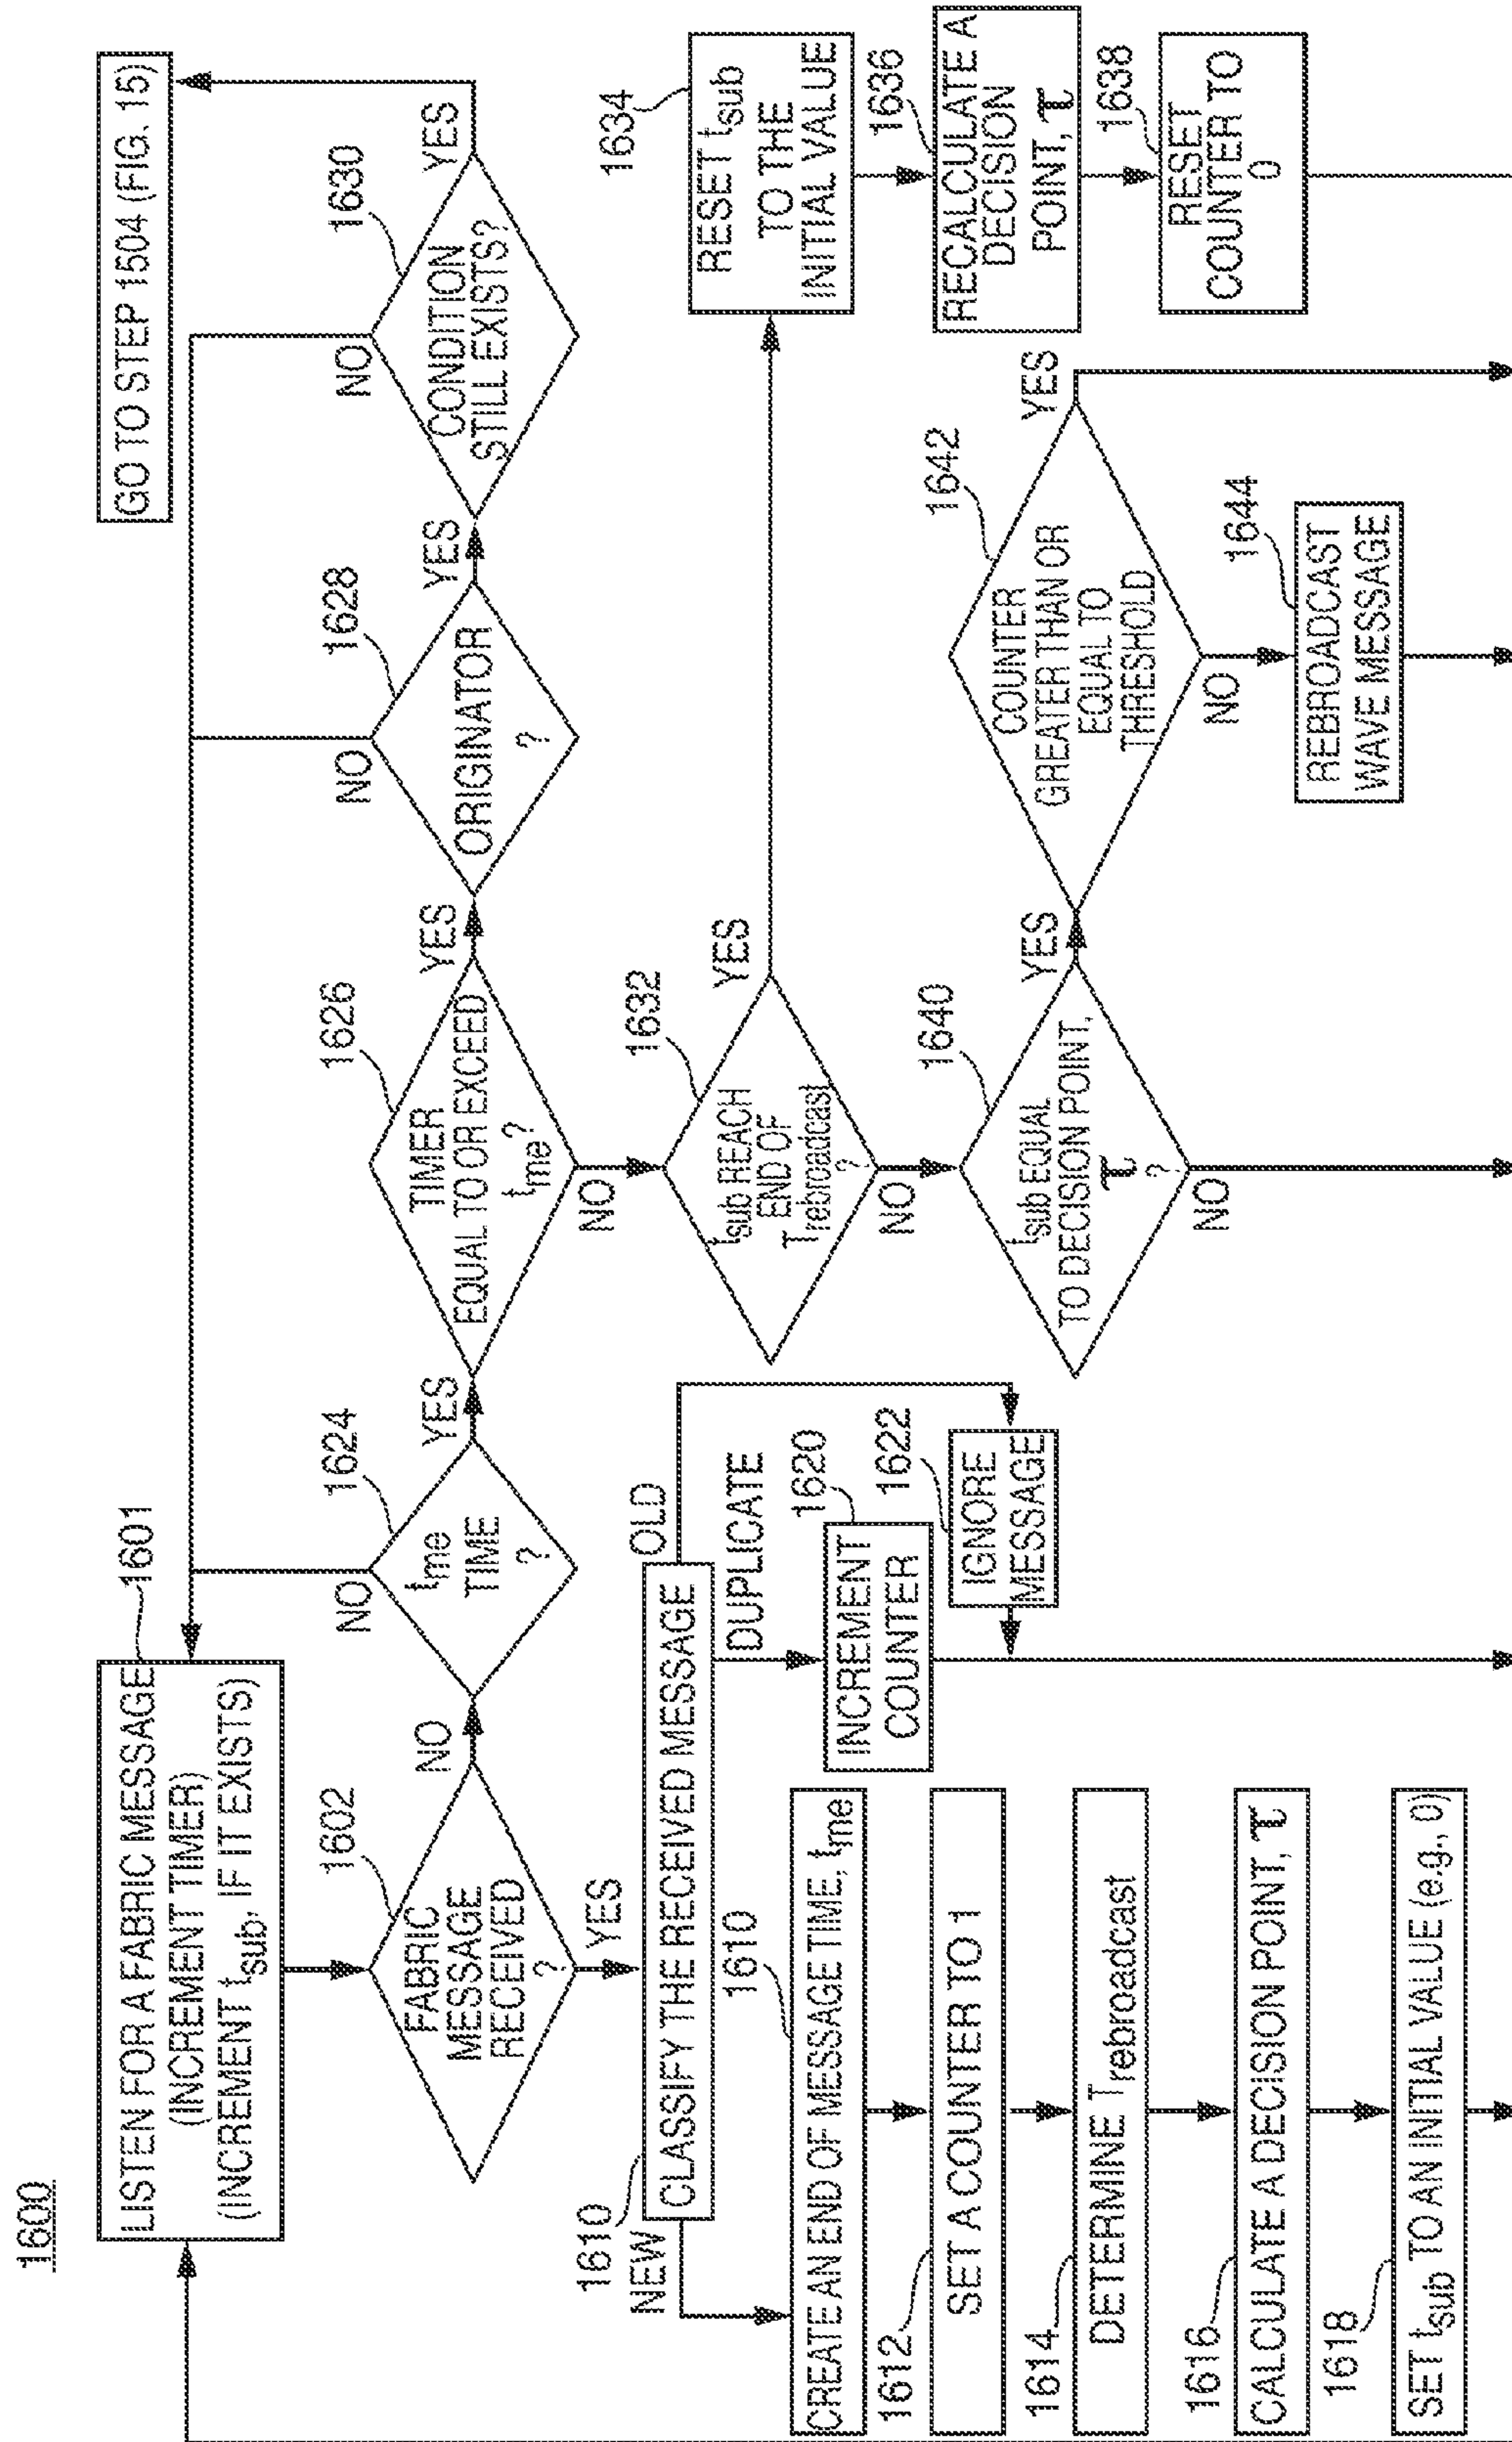 1600
LISTEN FOR A FABRIC MESSAGE
(INCREMENT TIMER)
(INCREMENT tsub, IF IT EXISTS)
1601
GO TO STEP 1504 (FIG. 15)
1602
FABRIC
MESSAGE
RECEIVED
?
NO
YES
1624
tme
TIME
?
NO
YES
1626
TIMER
EQUAL TO OR EXCEED
tme?
YES
NO
1628
ORIGINATOR
?
NO
YES
1630
CONDITION
STILL EXISTS?
NO
YES
1610
CLASSIFY THE RECEIVED MESSAGE
NEW
OLD
DUPLICATE
1610
CREATE AN END OF MESSAGE TIME, tme
1612
SET A COUNTER TO 1
1614
DETERMINE Trebroadcast
1616
CALCULATE A DECISION POINT, τ
1618
SET tsub TO AN INITIAL VALUE (e.g., 0)
1620
INCREMENT
COUNTER
1622
IGNORE
MESSAGE
1632
tsub REACH
END OF
Trebroadcast
?
YES
NO
1634
RESET tsub
TO THE
INITIAL VALUE
1636
RECALCULATE A
DECISION
POINT, τ
1638
RESET
COUNTER TO
0
1640
tsub EQUAL
TO DECISION POINT,
τ
?
YES
NO
1642
COUNTER
GREATER THAN OR
EQUAL TO
THRESHOLD
YES
NO
1644
REBROADCAST
WAVE MESSAGE